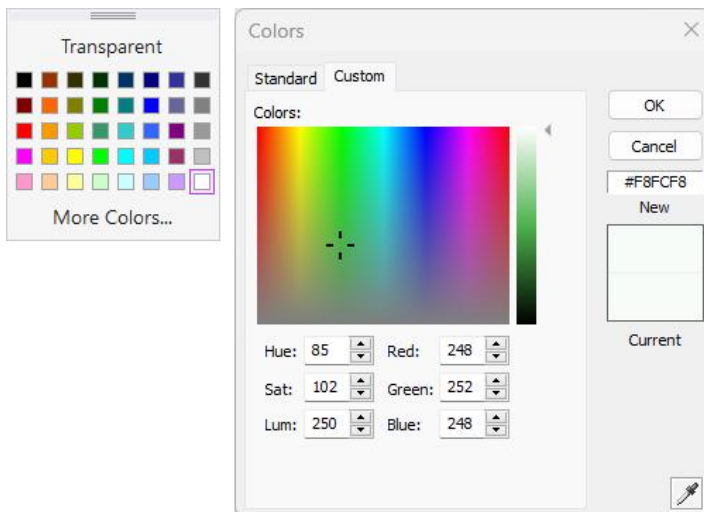 Transparent
More Colors...
Colors
Standard Custom
Colors:
OK
Cancel
#F8FCF8
New
Current
Hue: 85 Red: 248
Sat: 102 Green: 252
Lum: 250 Blue: 248